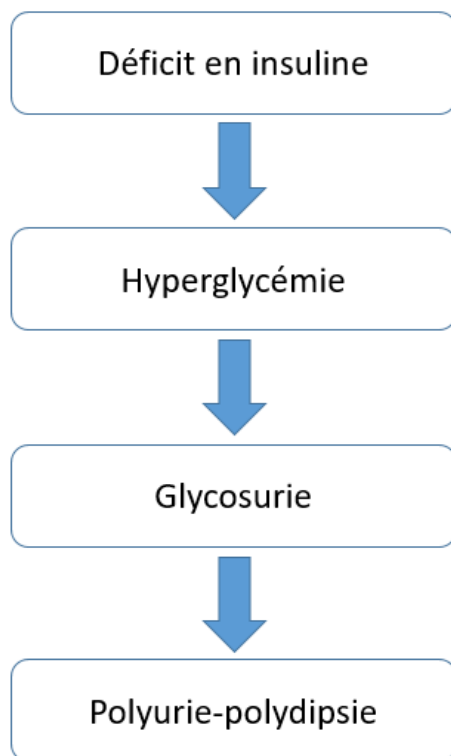 Déficit en insuline
Hyperglycémie
Glycosurie
Polyurie-polydipsie